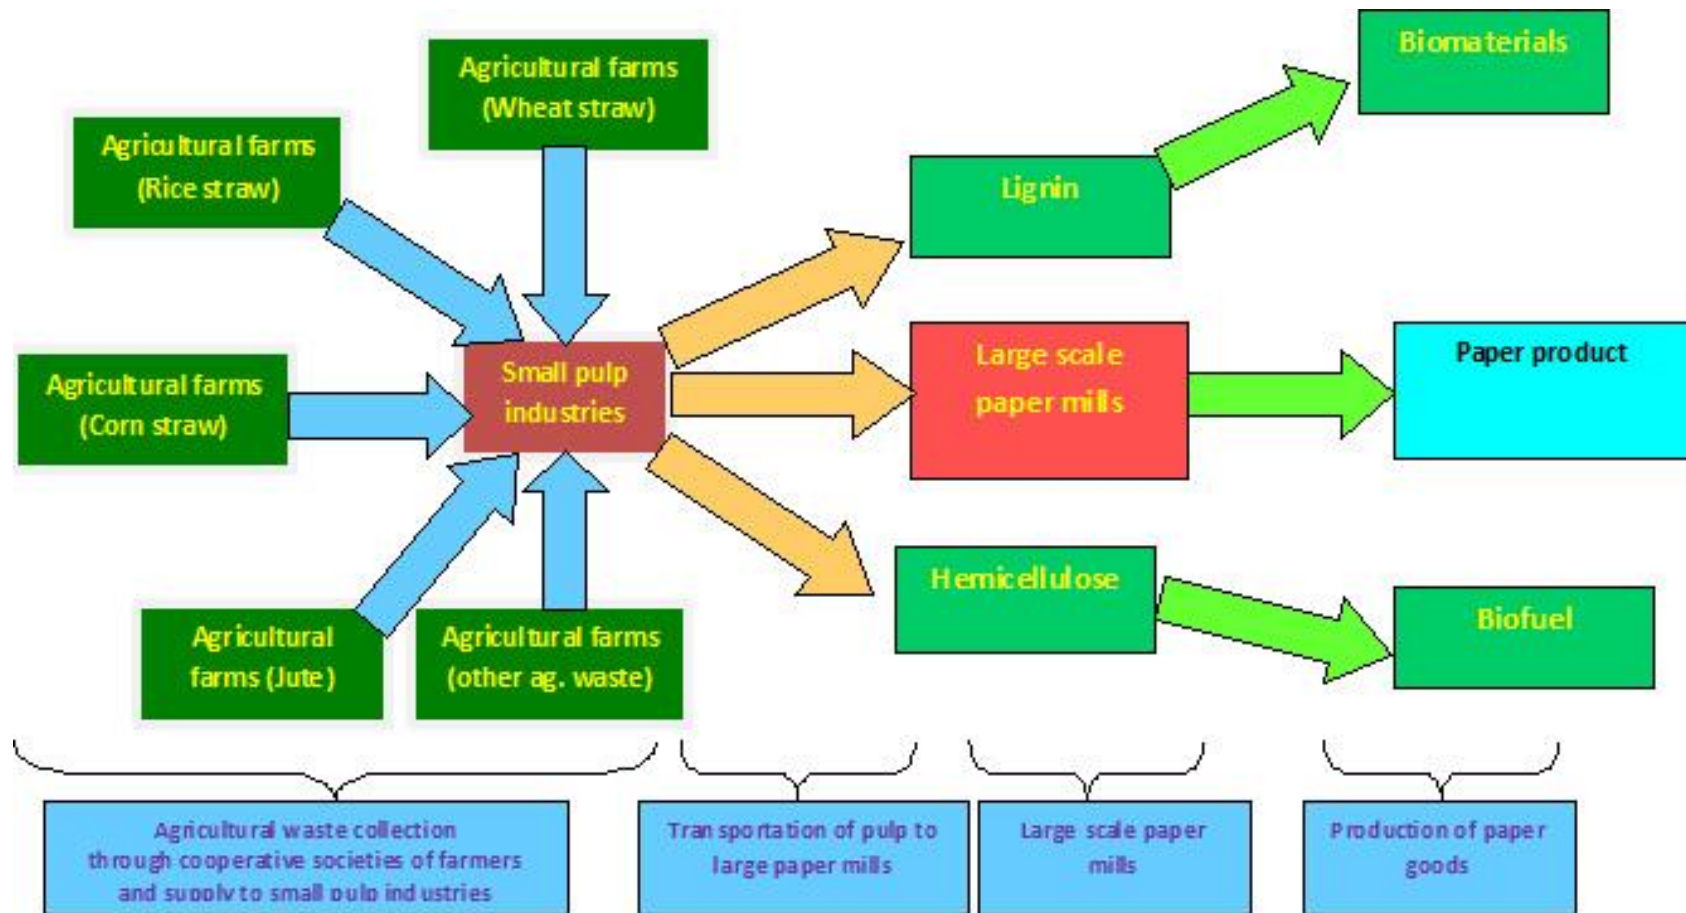 Agricultural farms
(Wheat straw)
Biomaterials
Agricultural farms
(Rice straw)
Lignin
Agricultural farms
(Corn straw)
Small pulp
industries
Large scale
paper mills
Paper product
Hemicellulose
Biofuel
Agricultural
farms (Jute)
Agricultural farms
(other ag. waste)
Agricultural waste collection
through cooperative societies of farmers
and supply to small pulp industries
Transportation of pulp to
large paper mills
Large scale paper
mills
Production of paper
goods